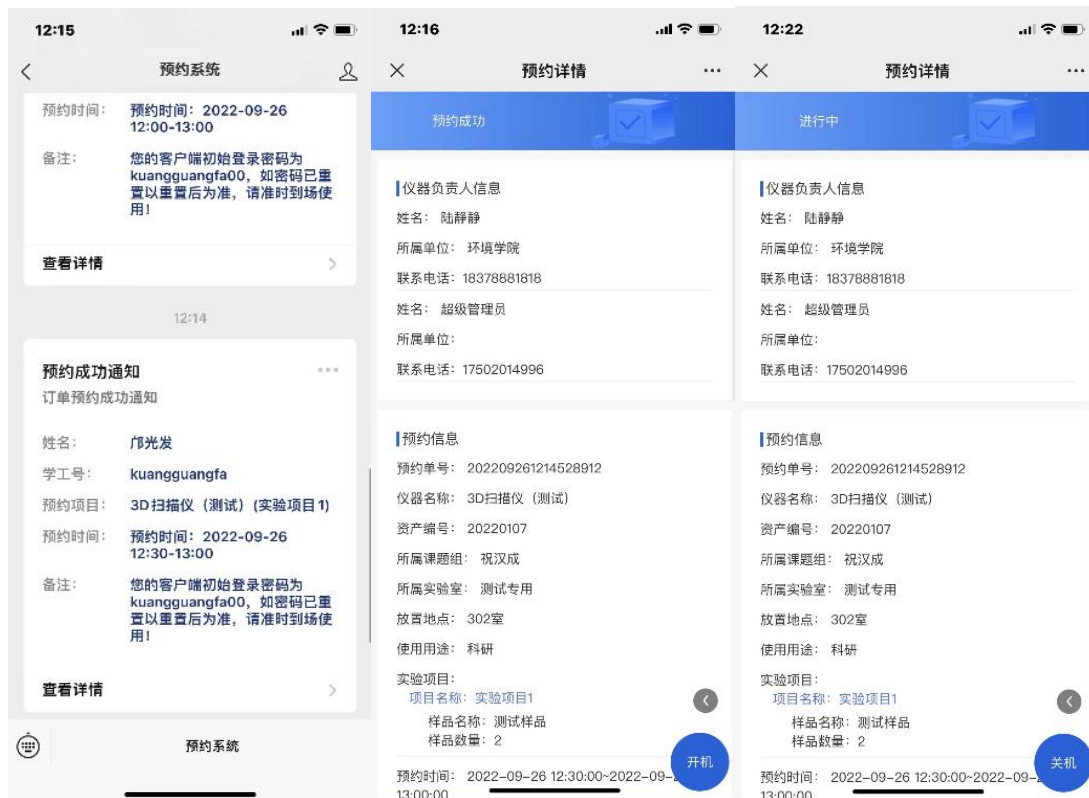 12:15
预约系统
预约时间: 预约时间:2022-09-26
12:00-13:00
备注: 您的客户端初始登录密码为
kuangguangfa00,如密码已重
置以重置后为准,请准时到场使
用!
查看详情
12:14
预约成功通知
订单预约成功通知
姓名: 邝光发
学工号: kuangguangfa
预约项目: 3D扫描仪(测试)(实验项目1)
预约时间: 预约时间:2022-09-26
12:30-13:00
备注: 您的客户端初始登录密码为
kuangguangfa00,如密码已重
置以重置后为准,请准时到场使
用!
查看详情
预约系统
12:16
预约详情
预约成功
仪器负责人信息
姓名: 陆静静
所属单位: 环境学院
联系电话:18378881818
姓名: 超级管理员
所属单位:
联系电话:17502014996
预约信息
预约单号: 202209261214528912
仪器名称: 3D扫描仪(测试)
资产编号: 20220107
所属课题组: 祝汉成
所属实验室: 测试专用
放置地点: 302室
使用用途: 科研
实验项目:
项目名称:实验项目1
样品名称:测试样品
样品数量:2
开机
预约时间: 2022-09-26 12:30:00~2022-09-
13:00:00
12:22
预约详情
进行中
仪器负责人信息
姓名: 陆静静
所属单位: 环境学院
联系电话:18378881818
姓名: 超级管理员
所属单位:
联系电话:17502014996
预约信息
预约单号: 202209261214528912
仪器名称: 3D扫描仪(测试)
资产编号: 20220107
所属课题组: 祝汉成
所属实验室: 测试专用
放置地点: 302室
使用用途: 科研
实验项目:
项目名称:实验项目1
样品名称:测试样品
样品数量:2
关机
预约时间: 2022-09-26 12:30:00~2022-09-
13:00:00